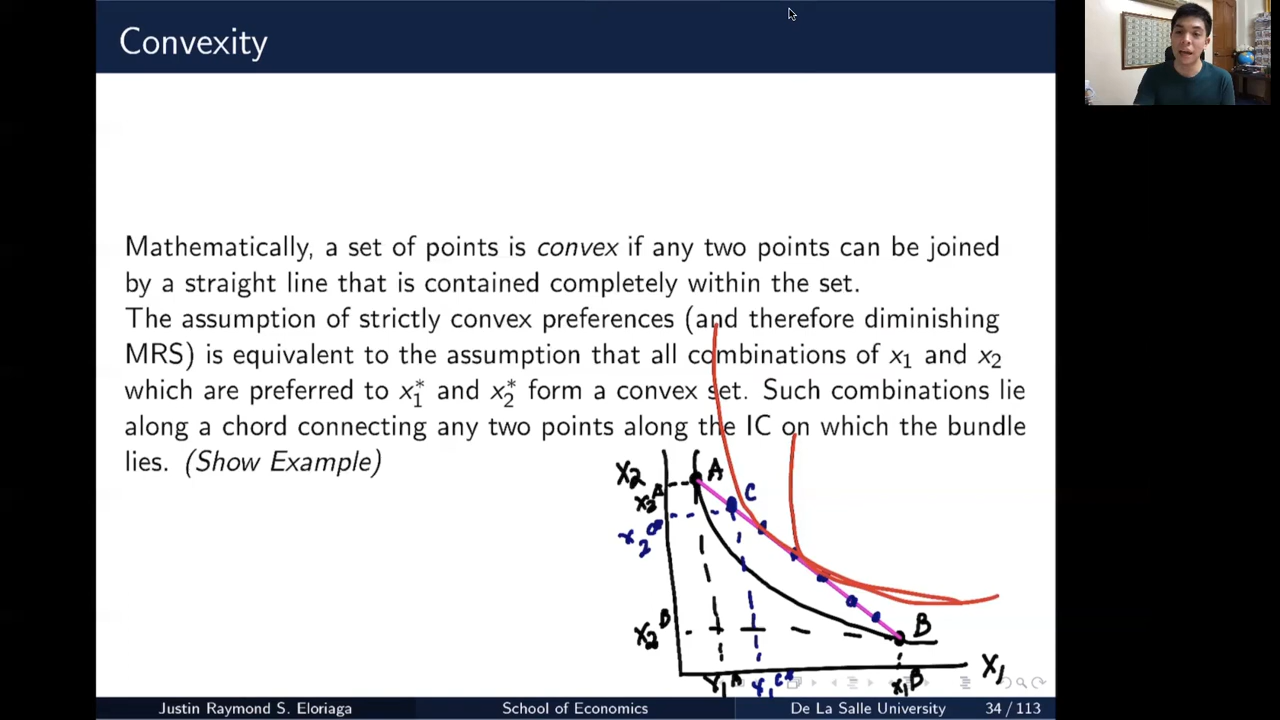 Convexity
Mathematically, a set of points is convex if any two points can be joined
by a straight line that is contained completely within the set.
The assumption of strictly convex preferences (and therefore diminishing
MRS) is equivalent to the assumption that all combinations of x₁ and x₂
which are preferred to x₁* and x₂* form a convex set. Such combinations lie
along a chord connecting any two points along the IC on which the bundle
lies. (Show Example)
X₂
A
x₂ᴬ
C
x₂ᴮ
B
X₁
x₁ᴬ
x₁ᴮ
Justin Raymond S. Eloriaga
School of Economics
De La Salle University
34 / 113